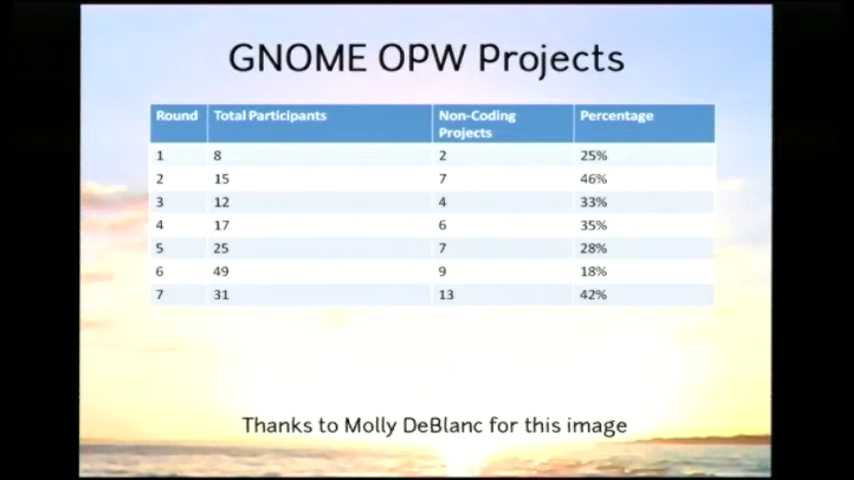 GNOME OPW Projects
Round Total Participants Non-Coding Projects Percentage
1 8 2 25%
2 15 7 46%
3 12 4 33%
4 17 6 35%
5 25 7 28%
6 49 9 18%
7 31 13 42%
Thanks to Molly DeBlanc for this image